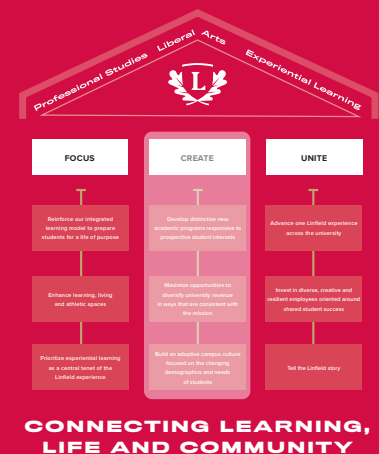 Professional Studies Liberal Arts Experiential Learning
L
FOCUS
Reinforce our integrated
learning model to prepare
students for a life of purpose
Enhance learning, living
and athletic spaces
Prioritize experiential learning
as a central tenet of the
Linfield experience
CREATE
Develop distinctive new
academic programs responsive to
prospective student interests
Maximize opportunities to
diversify university revenue
in ways that are consistent with
the mission
Build an adaptive campus culture
focused on the changing
demographics and needs
of students
UNITE
Advance one Linfield experience
across the university
Invest in diverse, creative and
resilient employees oriented around
shared student success
Tell the Linfield story
CONNECTING LEARNING,
LIFE AND COMMUNITY